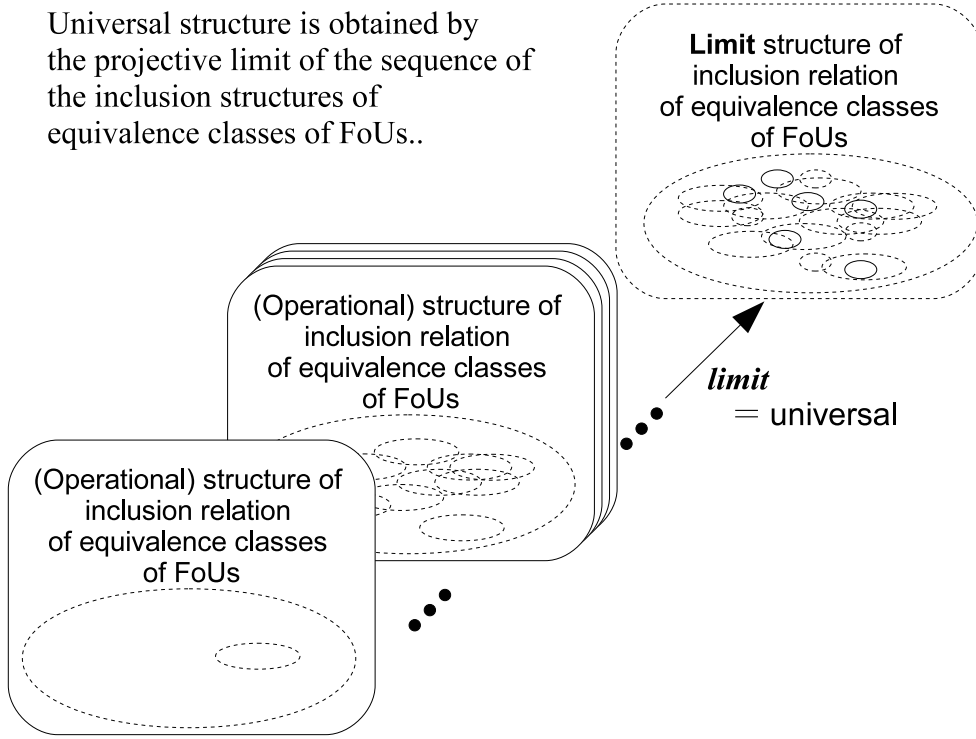 Universal structure is obtained by
the projective limit of the sequence of
the inclusion structures of
equivalence classes of FoUs..
Limit structure of
inclusion relation
of equivalence classes
of FoUs
(Operational) structure of
inclusion relation
of equivalence classes
of FoUs
limit
= universal
(Operational) structure of
inclusion relation
of equivalence classes
of FoUs